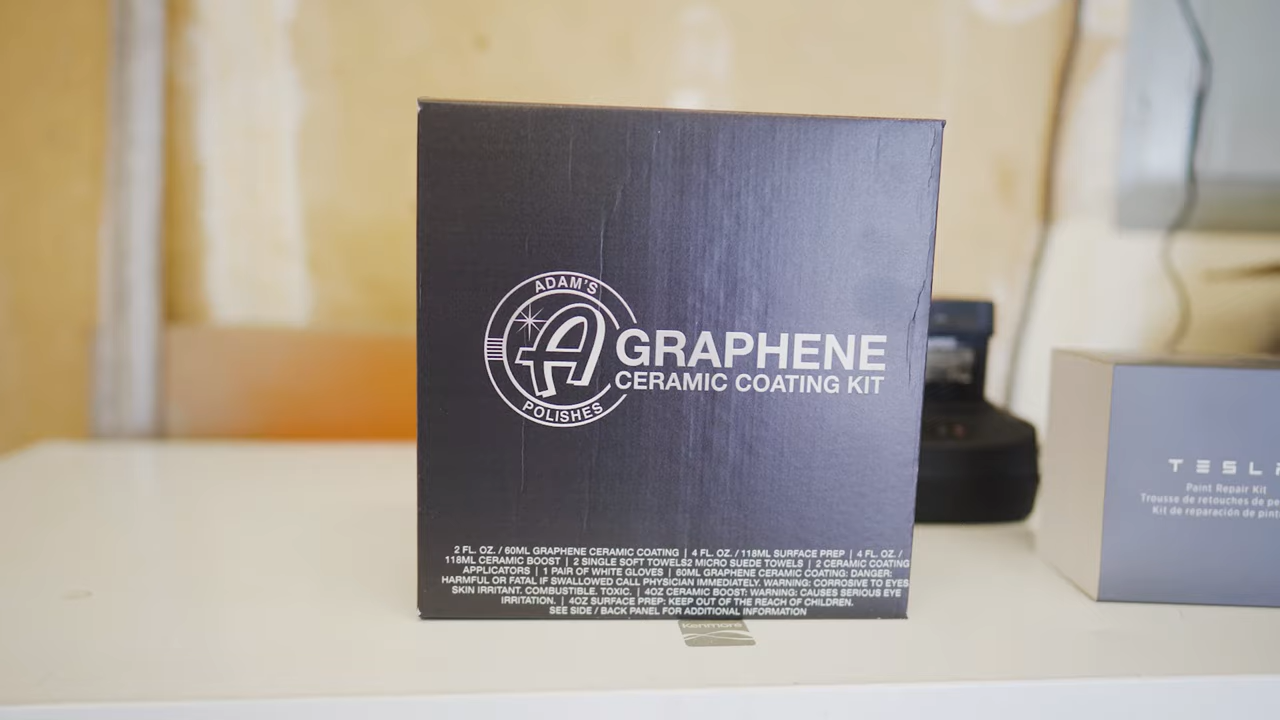 ADAM'S
A
POLISHES
GRAPHENE
CERAMIC COATING KIT
2 FL. OZ. / 60ML GRAPHENE CERAMIC COATING | 4 FL. OZ. / 118ML SURFACE PREP | 4 FL. OZ. /
118ML CERAMIC BOOST | 2 SINGLE SOFT TOWELS2 MICRO SUEDE TOWELS | 2 CERAMIC COATING
APPLICATORS | 1 PAIR OF WHITE GLOVES | 60ML GRAPHENE CERAMIC COATING: DANGER:
HARMFUL OR FATAL IF SWALLOWED CALL PHYSICIAN IMMEDIATELY. WARNING: CORROSIVE TO EYES
SKIN IRRITANT. COMBUSTIBLE. TOXIC. | 4OZ CERAMIC BOOST: WARNING: CAUSES SERIOUS EYE
IRRITATION. | 4OZ SURFACE PREP: KEEP OUT OF THE REACH OF CHILDREN.
SEE SIDE / BACK PANEL FOR ADDITIONAL INFORMATION
Kenmore
TESLA
Paint Repair Kit
Trousse de retouches de pe
Kit de reparación de pint